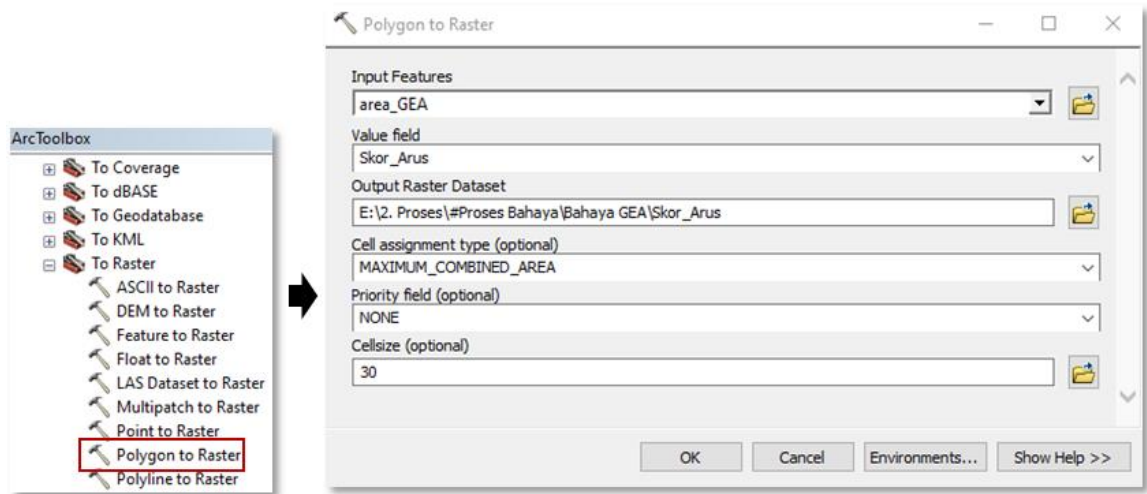 ArcToolbox
To Coverage
To dBASE
To Geodatabase
To KML
To Raster
ASCII to Raster
DEM to Raster
Feature to Raster
Float to Raster
LAS Dataset to Raster
Multipatch to Raster
Point to Raster
Polygon to Raster
Polyline to Raster
Polygon to Raster
Input Features
area_GEA
Value field
Skor_Arus
Output Raster Dataset
E:\2. Proses\#Proses Bahaya\Bahaya GEA\Skor_Arus
Cell assignment type (optional)
MAXIMUM_COMBINED_AREA
Priority field (optional)
NONE
Cellsize (optional)
30
OK Cancel Environments... Show Help >>